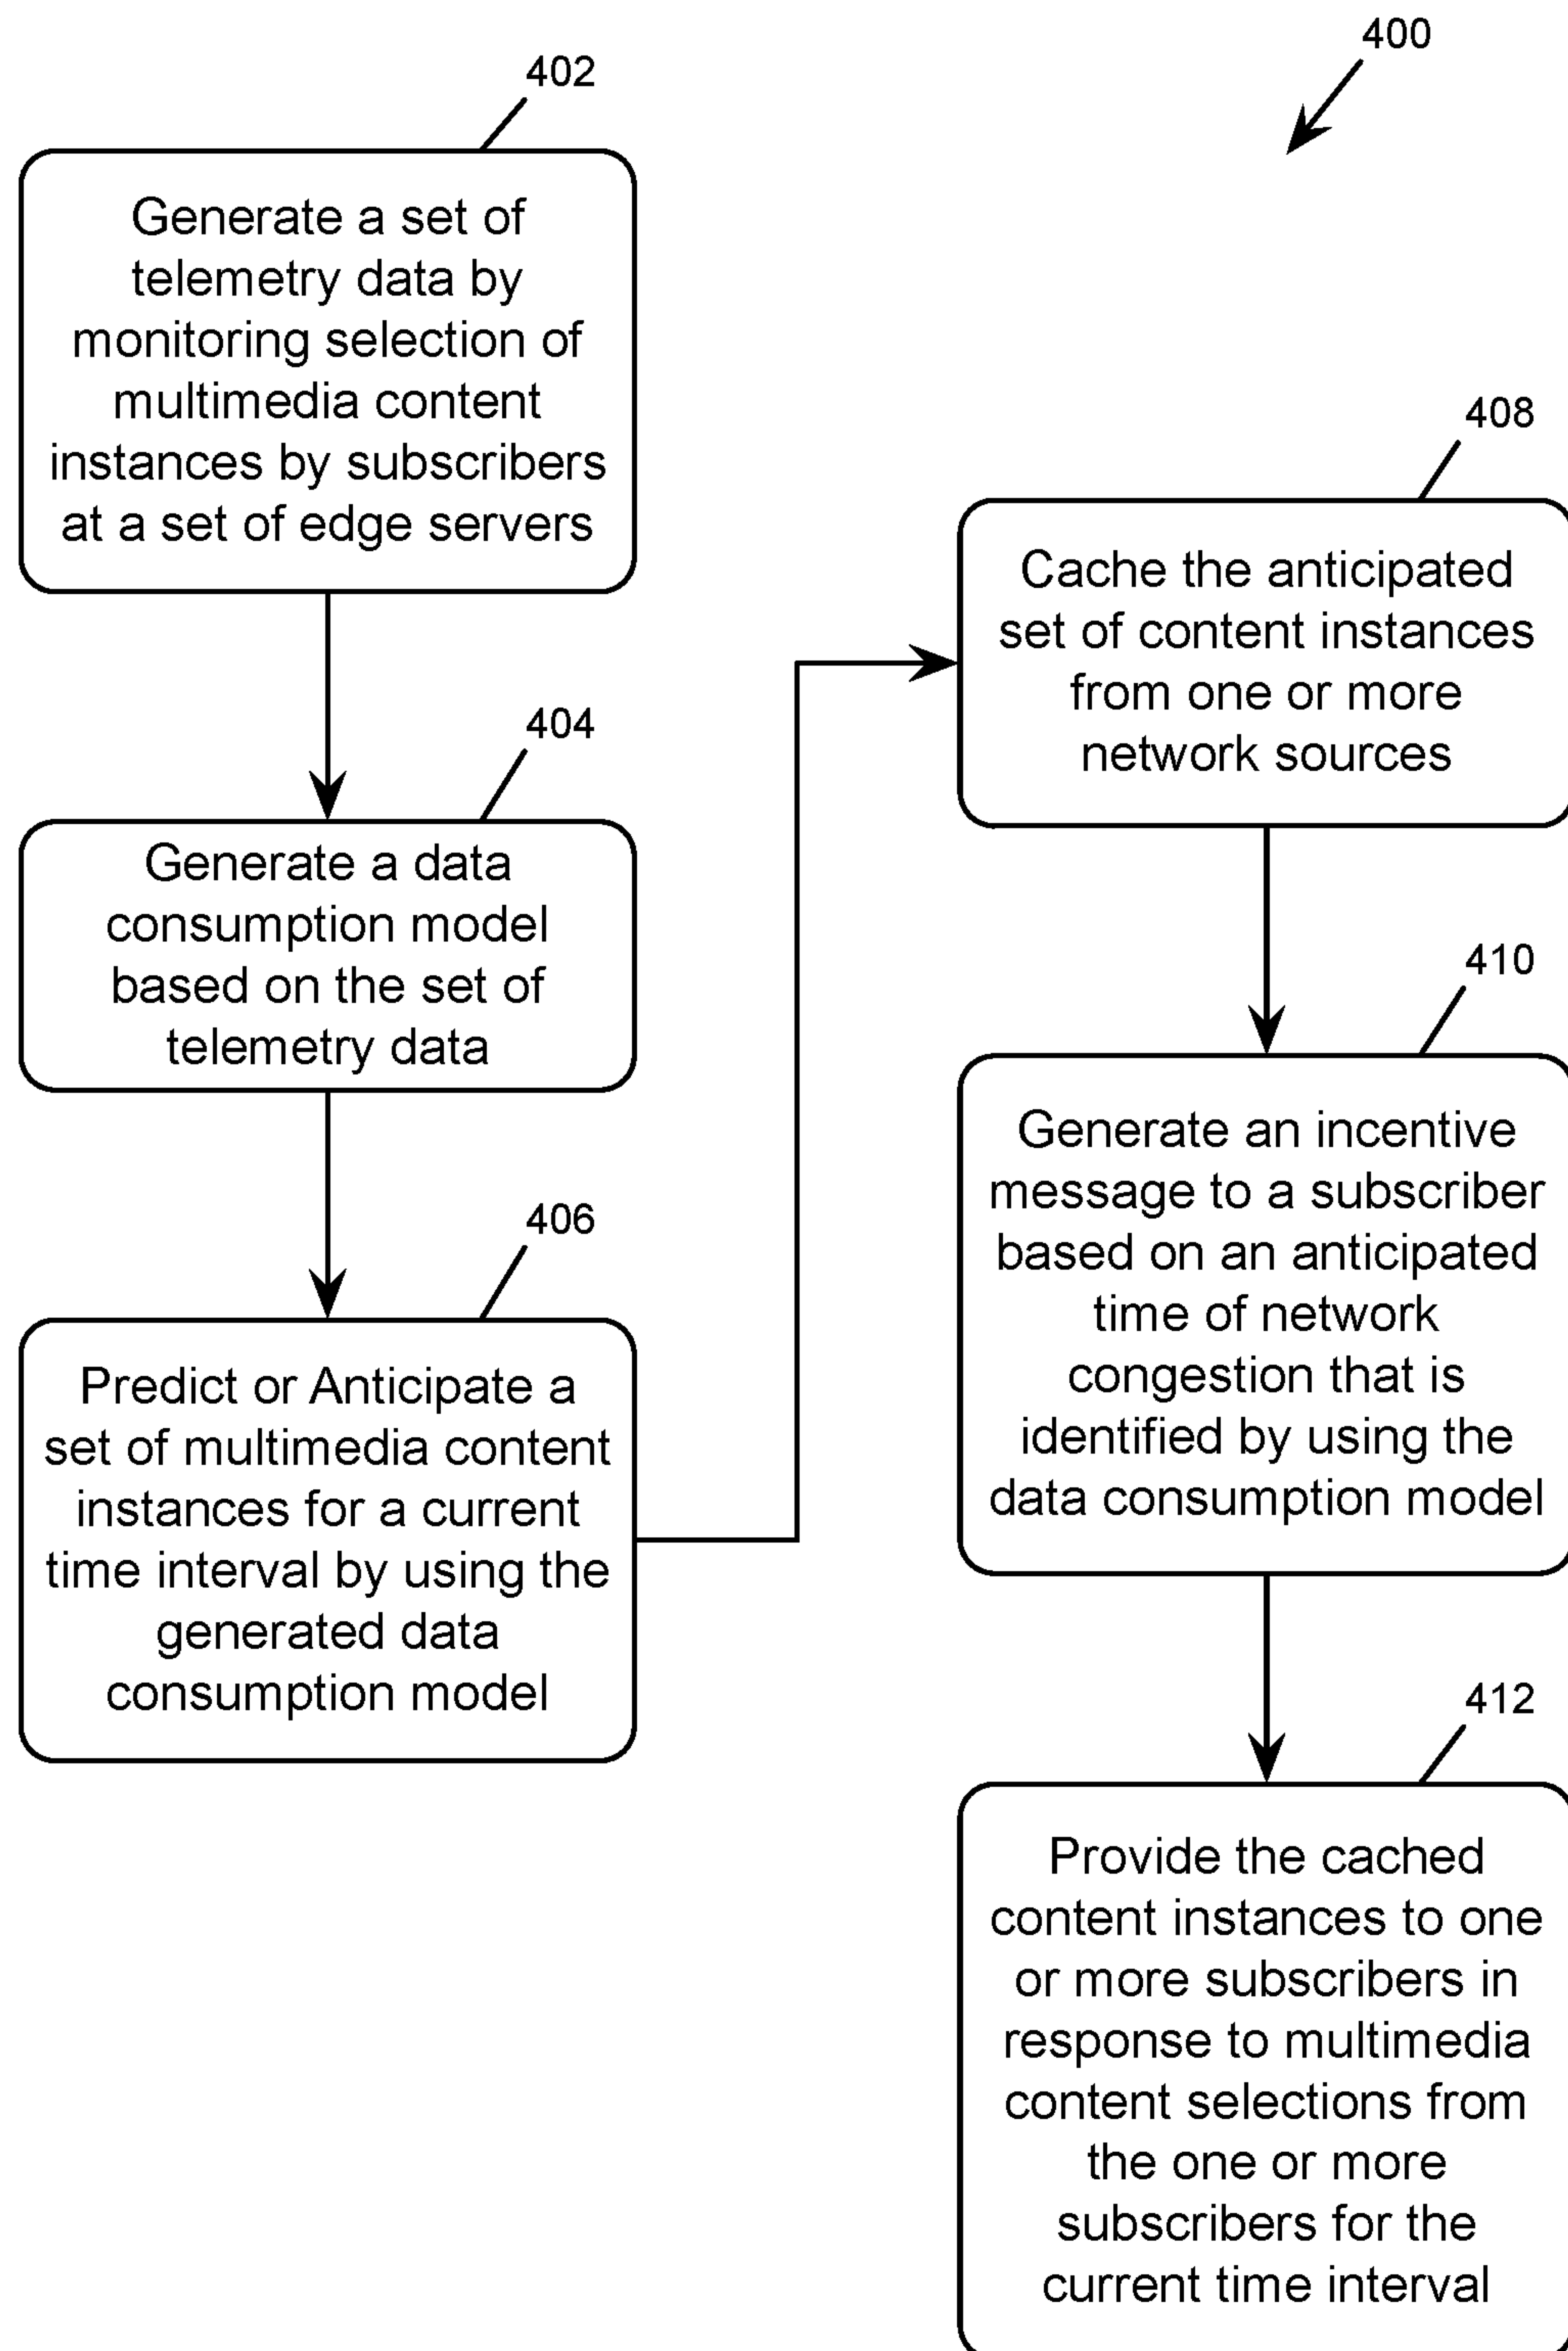 400
402
Generate a set of
telemetry data by
monitoring selection of
multimedia content
instances by subscribers
at a set of edge servers
404
Generate a data
consumption model
based on the set of
telemetry data
406
Predict or Anticipate a
set of multimedia content
instances for a current
time interval by using the
generated data
consumption model
408
Cache the anticipated
set of content instances
from one or more
network sources
410
Generate an incentive
message to a subscriber
based on an anticipated
time of network
congestion that is
identified by using the
data consumption model
412
Provide the cached
content instances to one
or more subscribers in
response to multimedia
content selections from
the one or more
subscribers for the
current time interval